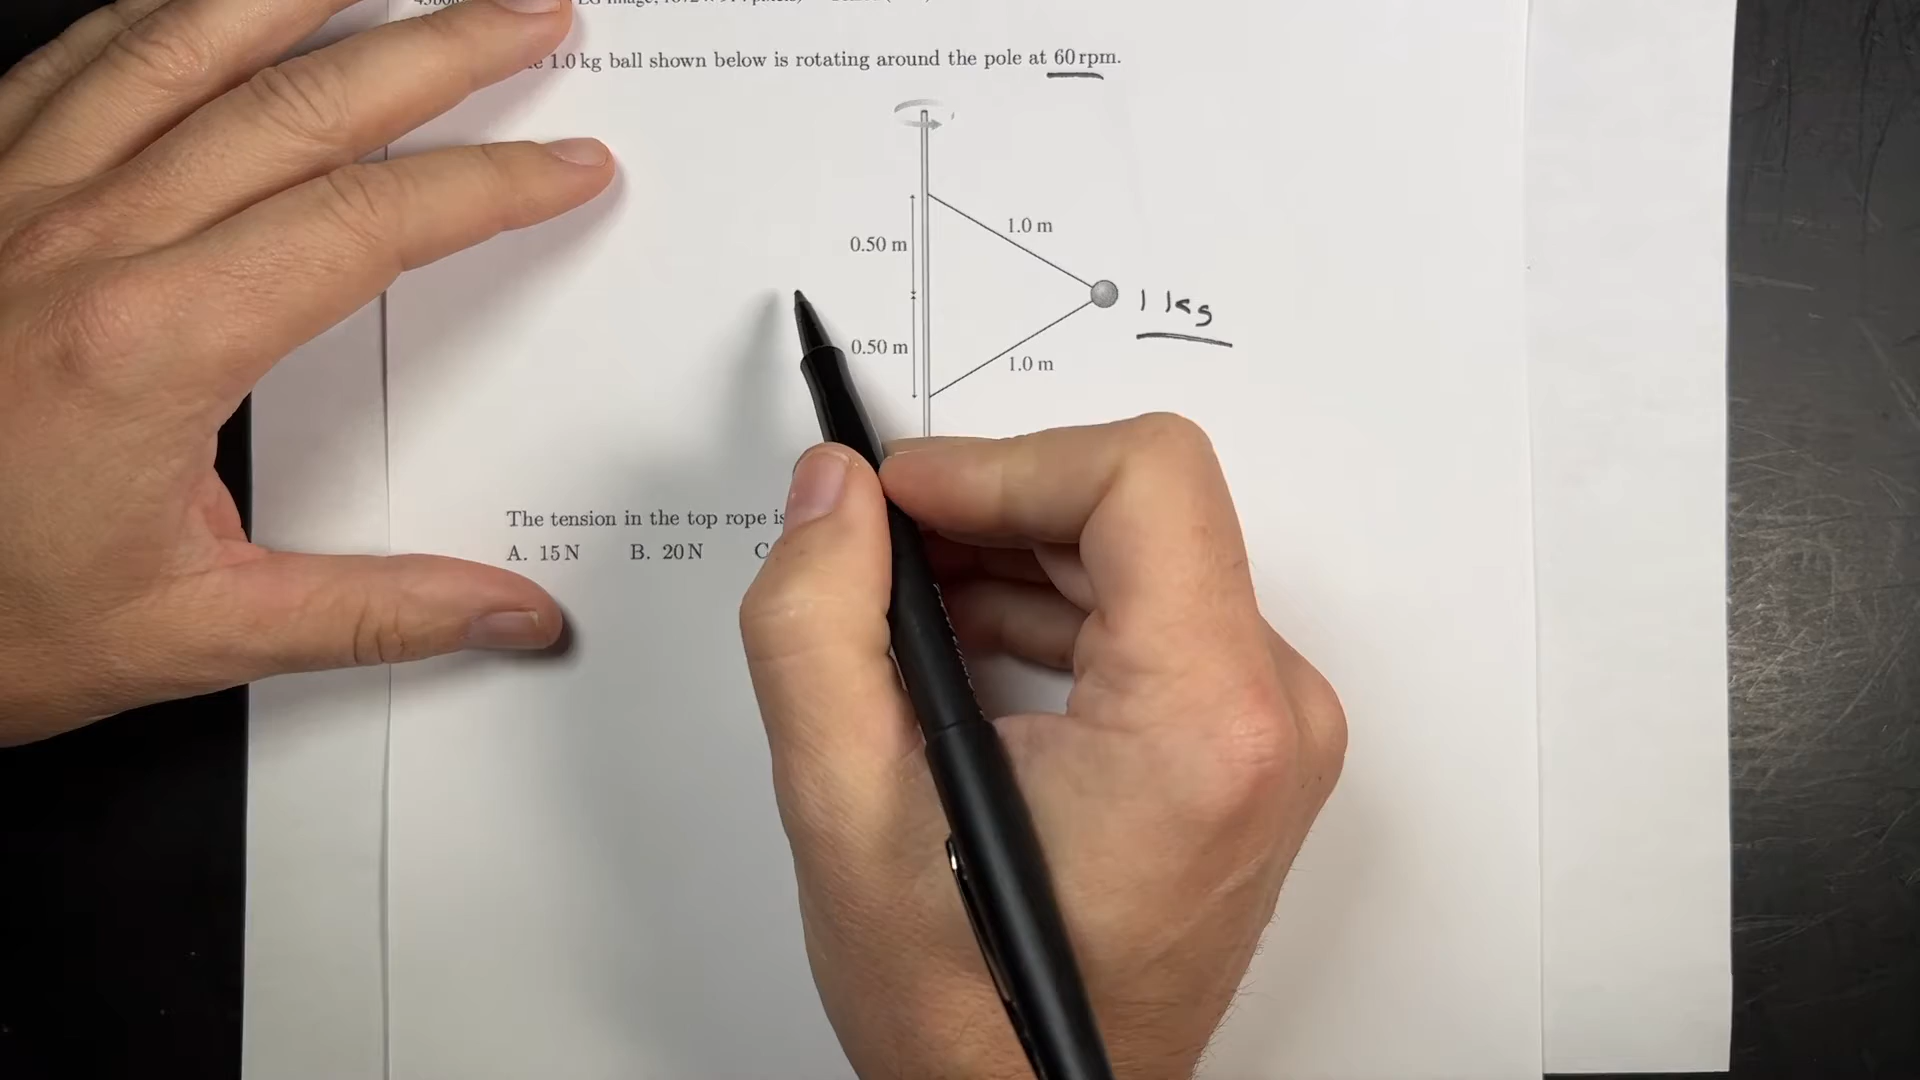 1.0 kg ball shown below is rotating around the pole at 60 rpm.
1.0 m
0.50 m
1 kg
0.50 m
1.0 m
The tension in the top rope is
A. 15 N B. 20 N C